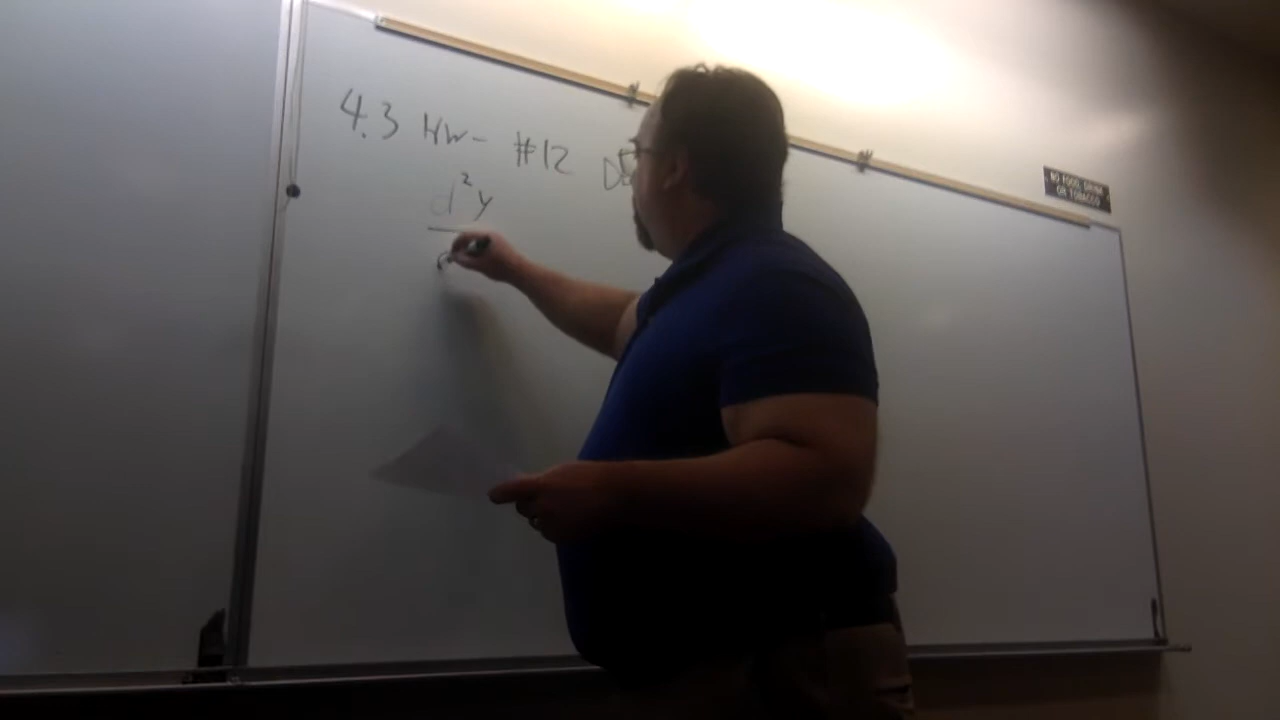 4.3 HW- #12
d²y
NO FOOD, DRINK
OR TOBACCO